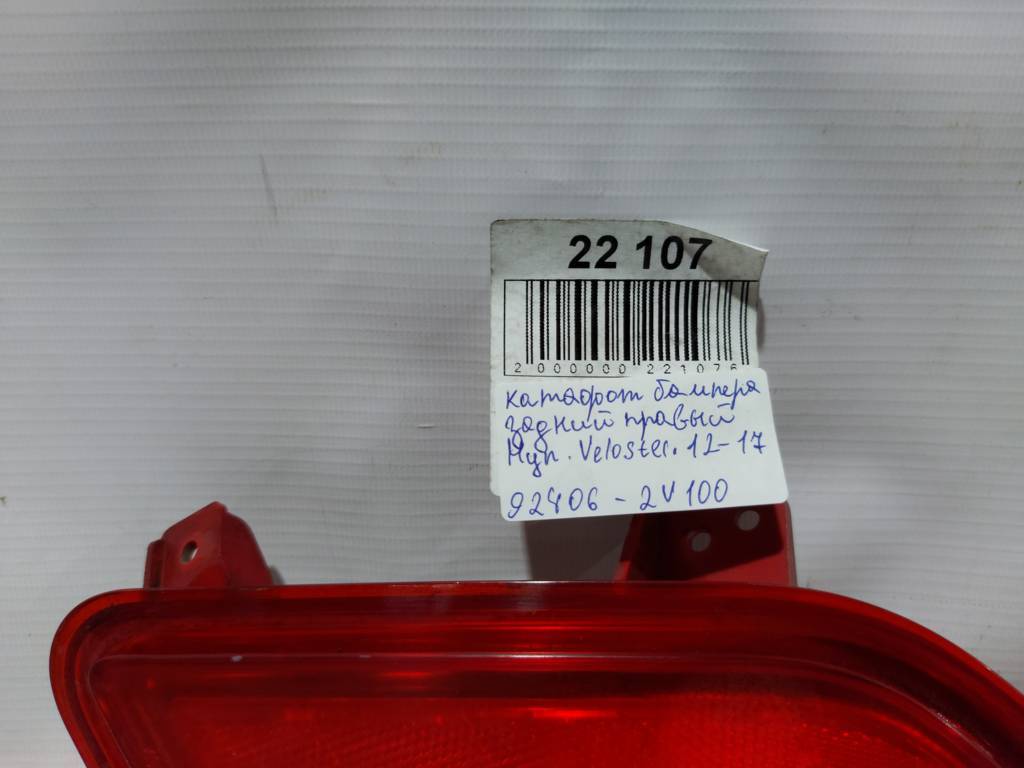 22 107
2 000000 221076
катафот бампера
задний правый
Hyn. Veloster. 12-17
92406 - 2V100